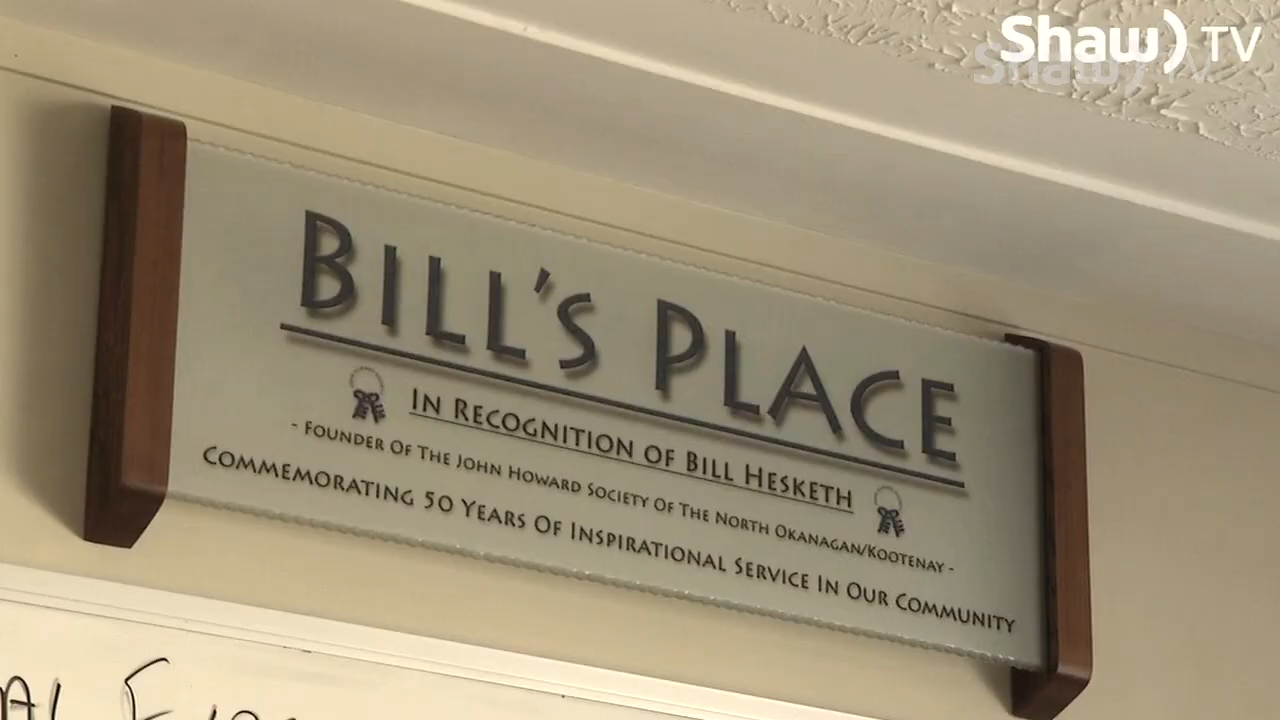 Shaw) TV
BILL'S PLACE
IN RECOGNITION OF BILL HESKETH
- FOUNDER OF THE JOHN HOWARD SOCIETY OF THE NORTH OKANAGAN/KOOTENAY -
COMMEMORATING 50 YEARS OF INSPIRATIONAL SERVICE IN OUR COMMUNITY